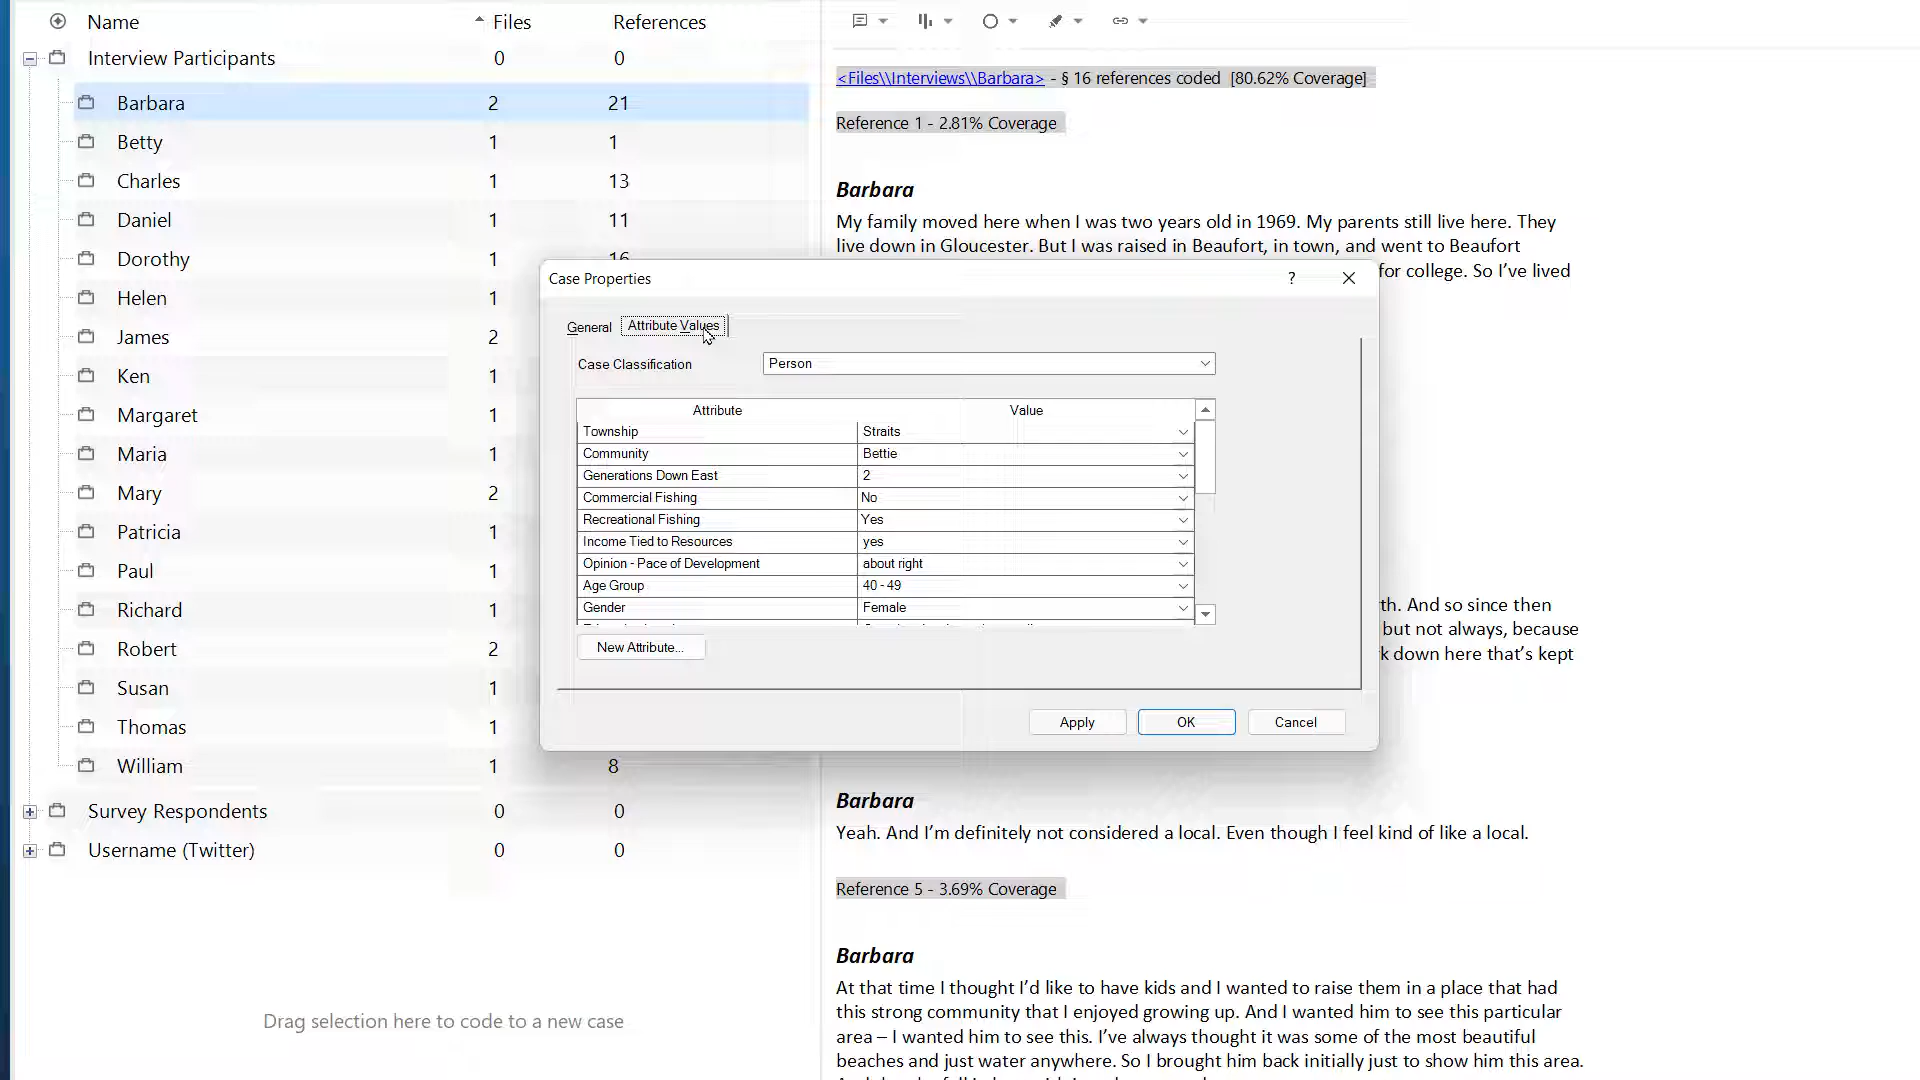 Name Files References
Interview Participants 0 0
Barbara 2 21
Betty 1 1
Charles 1 13
Daniel 1 11
Dorothy 1 16
Helen 1
James 2
Ken 1
Margaret 1
Maria 1
Mary 2
Patricia 1
Paul 1
Richard 1
Robert 2
Susan 1
Thomas 1
William 1 8
Survey Respondents 0 0
Username (Twitter) 0 0
Drag selection here to code to a new case
<Files\\Interviews\\Barbara> - § 16 references coded [80.62% Coverage]
Reference 1 - 2.81% Coverage
Barbara
My family moved here when I was two years old in 1969. My parents still live here. They
live down in Gloucester. But I was raised in Beaufort, in town, and went to Beaufort
for college. So I’ve lived
Case Properties
?
General Attribute Values
Case Classification Person
Attribute Value
Township Straits
Community Bettie
Generations Down East 2
Commercial Fishing No
Recreational Fishing Yes
Income Tied to Resources yes
Opinion - Pace of Development about right
Age Group 40 - 49
Gender Female
New Attribute...
Apply OK Cancel
th. And so since then
but not always, because
k down here that’s kept
Barbara
Yeah. And I’m definitely not considered a local. Even though I feel kind of like a local.
Reference 5 - 3.69% Coverage
Barbara
At that time I thought I’d like to have kids and I wanted to raise them in a place that had
this strong community that I enjoyed growing up. And I wanted him to see this particular
area – I wanted him to see this. I’ve always thought it was some of the most beautiful
beaches and just water anywhere. So I brought him back initially just to show him this area.